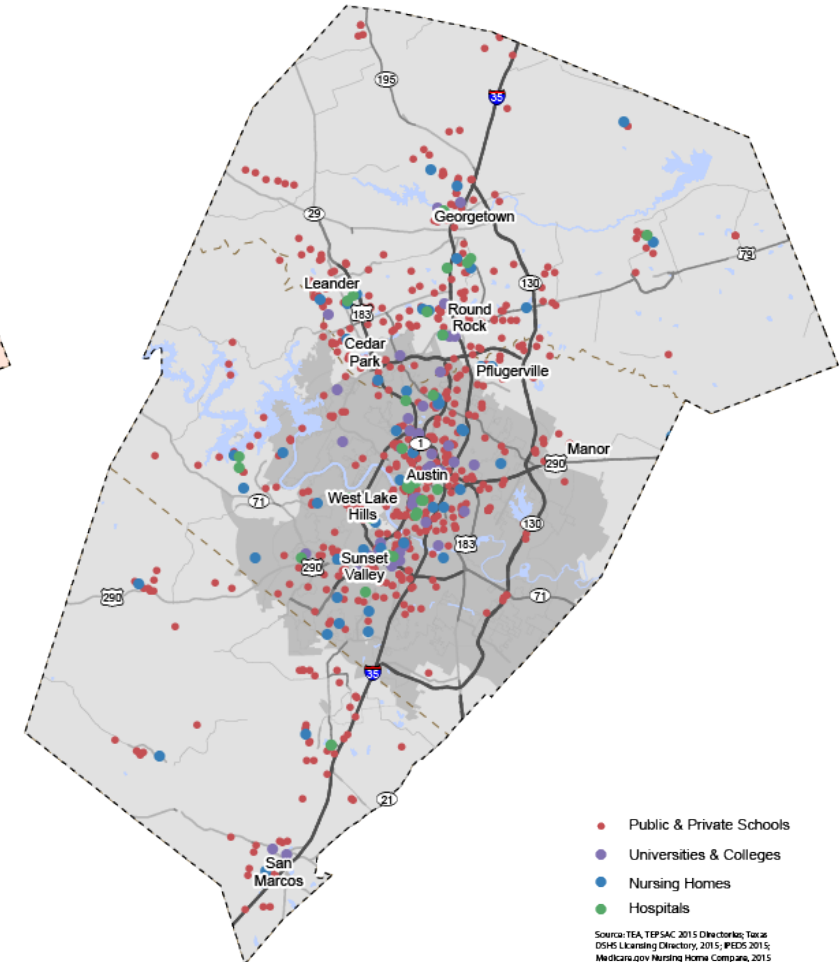 195
35
29
Georgetown
79
130
Leander
183
Round
Rock
Cedar
Park
Pflugerville
1
Manor
290
Austin
71
West Lake
Hills
130
183
Sunset
Valley
290
290
71
35
21
San
Marcos
Public & Private Schools
Universities & Colleges
Nursing Homes
Hospitals
Source: TEA, TEPSAC 2015 Directories; Texas
DSHS Licensing Directory, 2015; IPEDS 2015;
Medicare.gov Nursing Home Compare, 2015